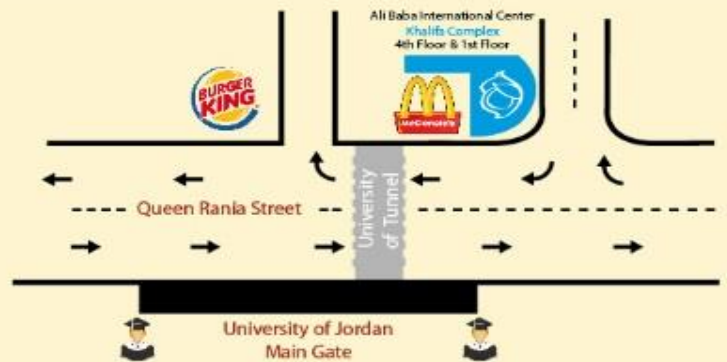 Ali Baba International Center
Khalifa Complex
4th Floor & 1st Floor
BURGER
KING
McDonald's
Queen Rania Street
University
of Tunnel
University of Jordan
Main Gate